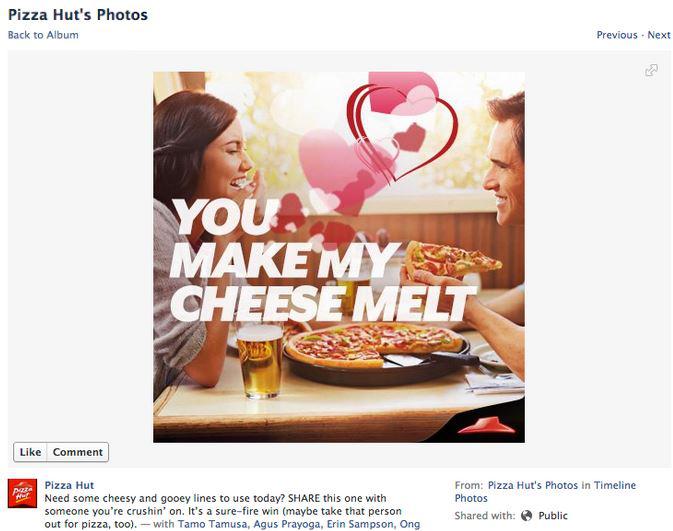 Pizza Hut's Photos
Back to Album
Previous · Next
YOU
MAKE MY
CHEESE MELT
Like Comment
Pizza Hut
Pizza Hut
Need some cheesy and gooey lines to use today? SHARE this one with
someone you're crushin' on. It's a sure-fire win (maybe take that person
out for pizza, too). — with Tamo Tamusa, Agus Prayoga, Erin Sampson, Ong
From: Pizza Hut's Photos in Timeline
Photos
Shared with: Public